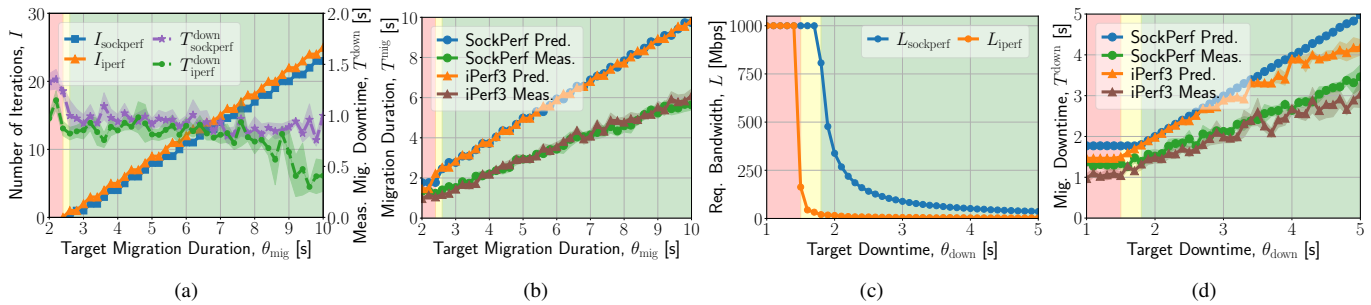 Number of Iterations, I
30
20
10
0
I_sockperf
I_iperf
T^down_sockperf
T^down_iperf
2.0
1.5
1.0
0.5
0.0
Meas. Mig. Downtime, T^down [s]
2 3 4 5 6 7 8 9 10
Target Migration Duration, θ_mig [s]
(a)
Migration Duration, T^mig [s]
10
8
6
4
2
0
SockPerf Pred.
SockPerf Meas.
iPerf3 Pred.
iPerf3 Meas.
2 3 4 5 6 7 8 9 10
Target Migration Duration, θ_mig [s]
(b)
Req. Bandwidth, L [Mbps]
1000
750
500
250
0
L_sockperf
L_iperf
1 2 3 4 5
Target Downtime, θ_down [s]
(c)
Mig. Downtime, T^down [s]
5
4
3
2
1
0
SockPerf Pred.
SockPerf Meas.
iPerf3 Pred.
iPerf3 Meas.
1 2 3 4 5
Target Downtime, θ_down [s]
(d)